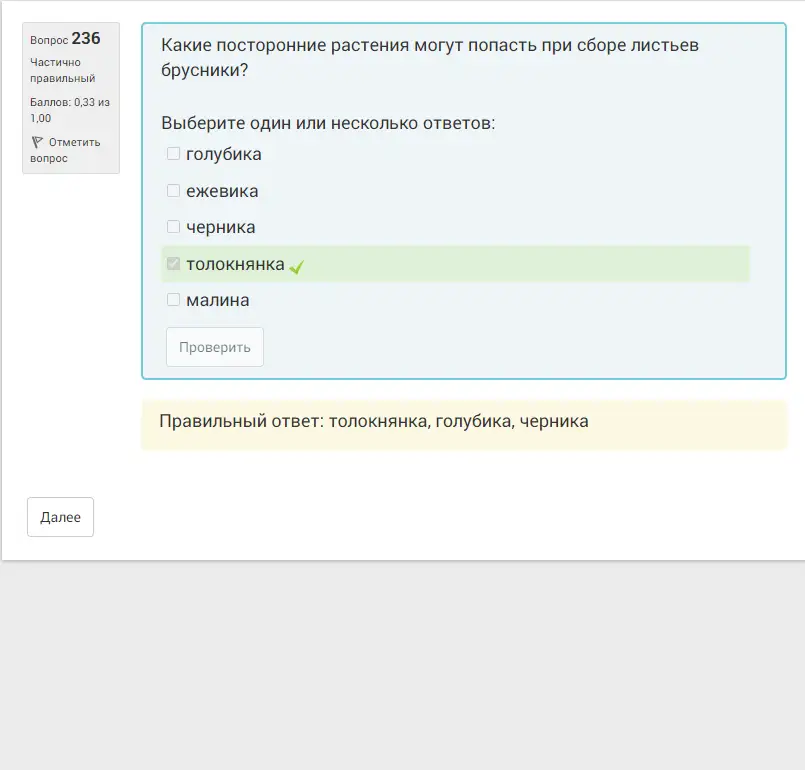 Вопрос 236
Частично
правильный
Баллов: 0,33 из
1,00
Отметить
вопрос
Какие посторонние растения могут попасть при сборе листьев
брусники?
Выберите один или несколько ответов:
голубика
ежевика
черника
толокнянка
малина
Проверить
Правильный ответ: толокнянка, голубика, черника
Далее